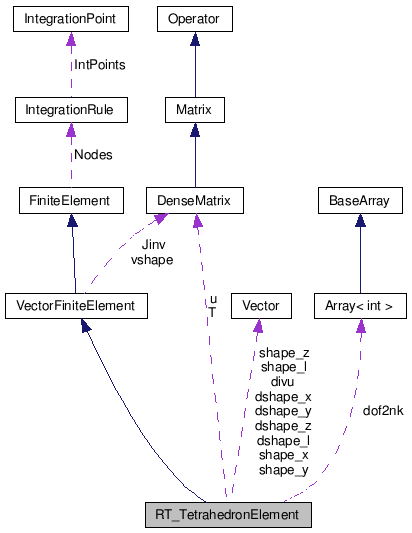 IntegrationPoint
Operator
IntPoints
IntegrationRule
Matrix
Nodes
FiniteElement
DenseMatrix
BaseArray
Jinv
vshape
VectorFiniteElement
u
T
Vector
Array< int >
shape_z
shape_l
divu
dshape_x
dshape_y
dshape_z
dshape_l
shape_x
shape_y
dof2nk
RT_TetrahedronElement